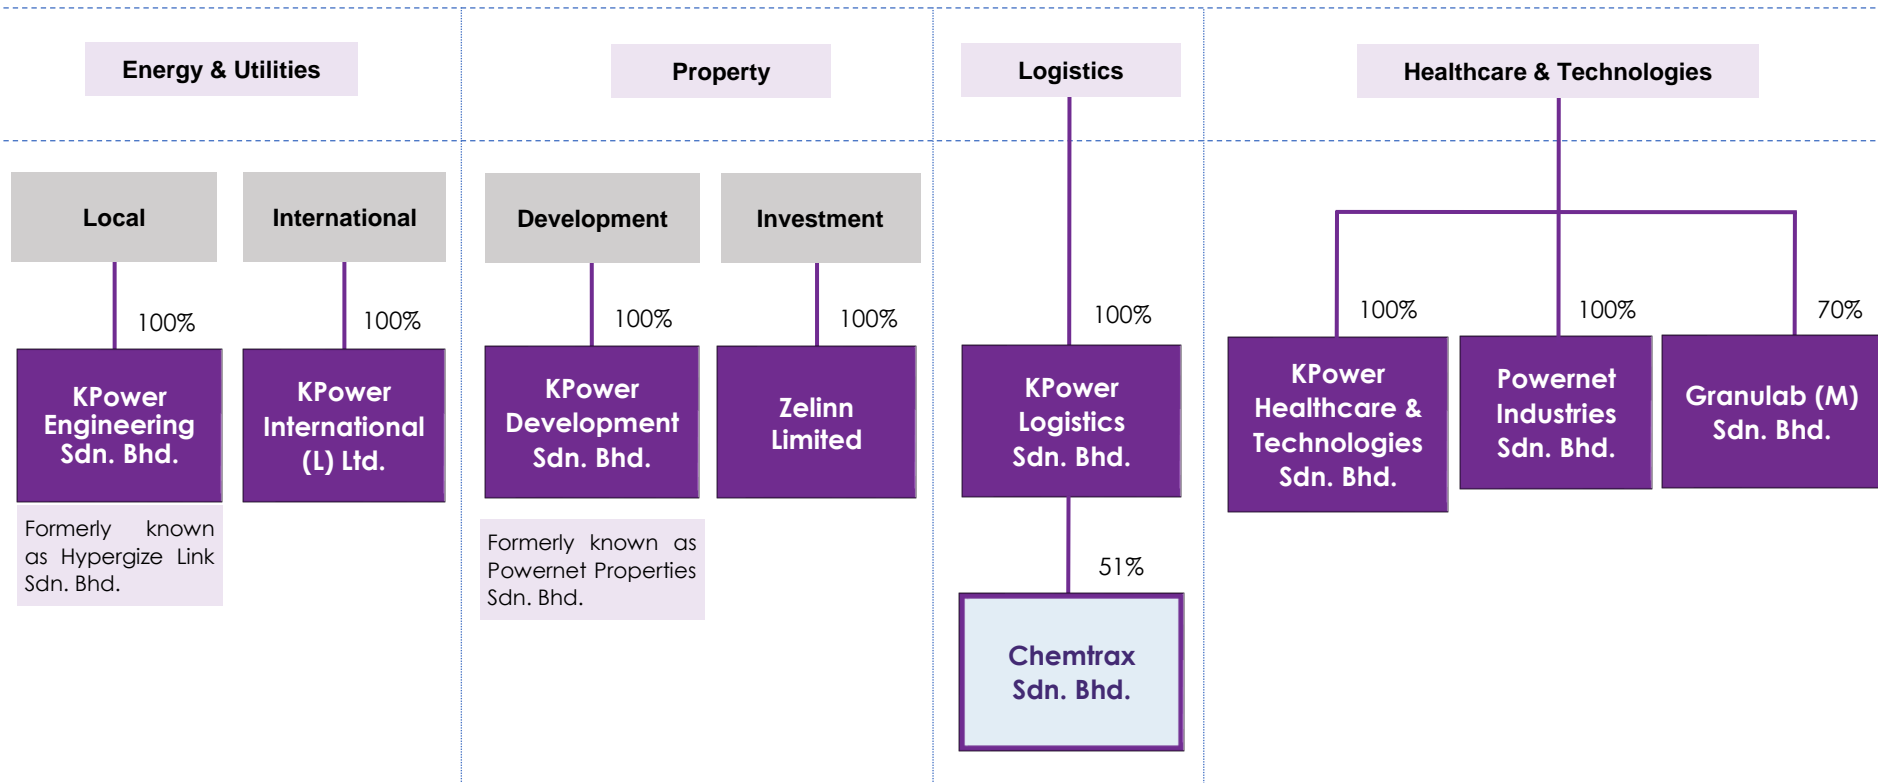 Energy & Utilities
Property
Logistics
Healthcare & Technologies
Local
International
Development
Investment
100%
100%
100%
100%
100%
100%
100%
70%
KPower
Engineering
Sdn. Bhd.
KPower
International
(L) Ltd.
KPower
Development
Sdn. Bhd.
Zelinn
Limited
KPower
Logistics
Sdn. Bhd.
KPower
Healthcare &
Technologies
Sdn. Bhd.
Powernet
Industries
Sdn. Bhd.
Granulab (M)
Sdn. Bhd.
Formerly known
as Hypergize Link
Sdn. Bhd.
Formerly known as
Powernet Properties
Sdn. Bhd.
51%
Chemtrax
Sdn. Bhd.